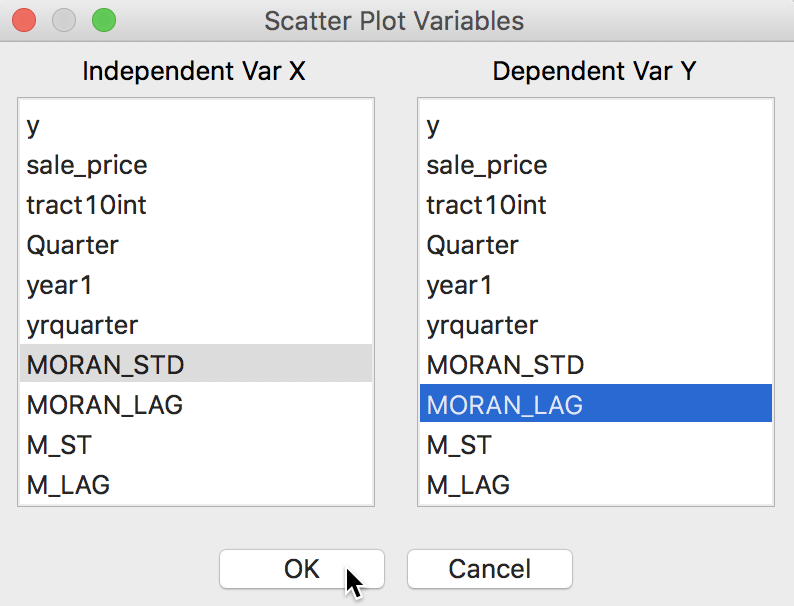 Scatter Plot Variables
Independent Var X
y
sale_price
tract10int
Quarter
year1
yrquarter
MORAN_STD
MORAN_LAG
M_ST
M_LAG
Dependent Var Y
y
sale_price
tract10int
Quarter
year1
yrquarter
MORAN_STD
MORAN_LAG
M_ST
M_LAG
OK
Cancel